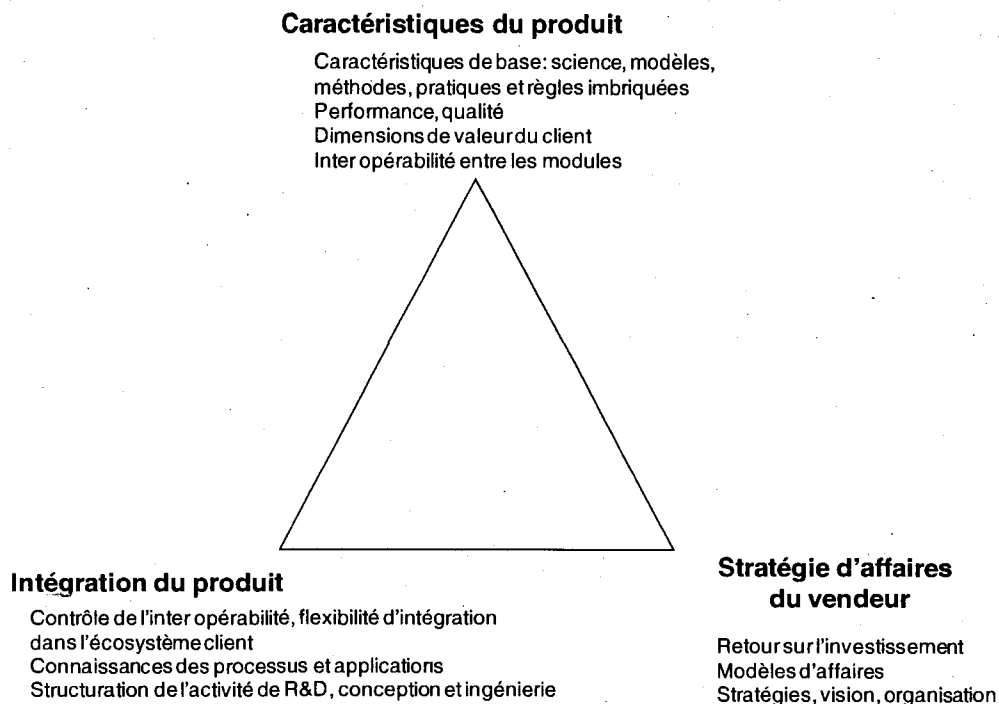 Caractéristiques du produit
Caractéristiques de base: science, modèles,
méthodes, pratiques et règles imbriquées
Performance, qualité
Dimensions de valeur du client
Inter opérabilité entre les modules
Intégration du produit
Contrôle de l'inter opérabilité, flexibilité d'intégration
dans l'écosystème client
Connaissances des processus et applications
Structuration de l'activité de R&D, conception et ingénierie
Stratégie d'affaires
du vendeur
Retour sur l'investissement
Modèles d'affaires
Stratégies, vision, organisation